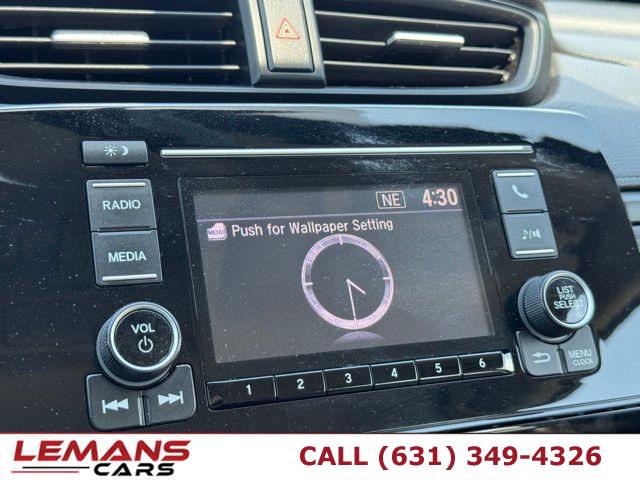 NE 4:30
MENU Push for Wallpaper Setting
RADIO
MEDIA
VOL
LIST
PUSH
SELECT
MENU
CLOCK
1 2 3 4 5 6
LEMANS
CARS
CALL (631) 349-4326